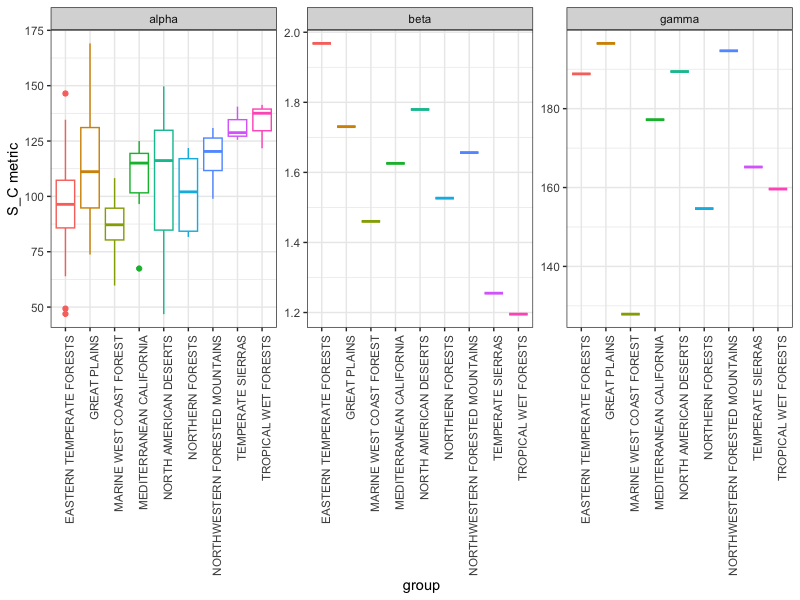 alpha
beta
gamma
S_C metric
175
150
125
100
75
50
2.0
1.8
1.6
1.4
1.2
180
160
140
EASTERN TEMPERATE FORESTS
GREAT PLAINS
MARINE WEST COAST FOREST
MEDITERRANEAN CALIFORNIA
NORTH AMERICAN DESERTS
NORTHERN FORESTS
NORTHWESTERN FORESTED MOUNTAINS
TEMPERATE SIERRAS
TROPICAL WET FORESTS
EASTERN TEMPERATE FORESTS
GREAT PLAINS
MARINE WEST COAST FOREST
MEDITERRANEAN CALIFORNIA
NORTH AMERICAN DESERTS
NORTHERN FORESTS
NORTHWESTERN FORESTED MOUNTAINS
TEMPERATE SIERRAS
TROPICAL WET FORESTS
EASTERN TEMPERATE FORESTS
GREAT PLAINS
MARINE WEST COAST FOREST
MEDITERRANEAN CALIFORNIA
NORTH AMERICAN DESERTS
NORTHERN FORESTS
NORTHWESTERN FORESTED MOUNTAINS
TEMPERATE SIERRAS
TROPICAL WET FORESTS
group